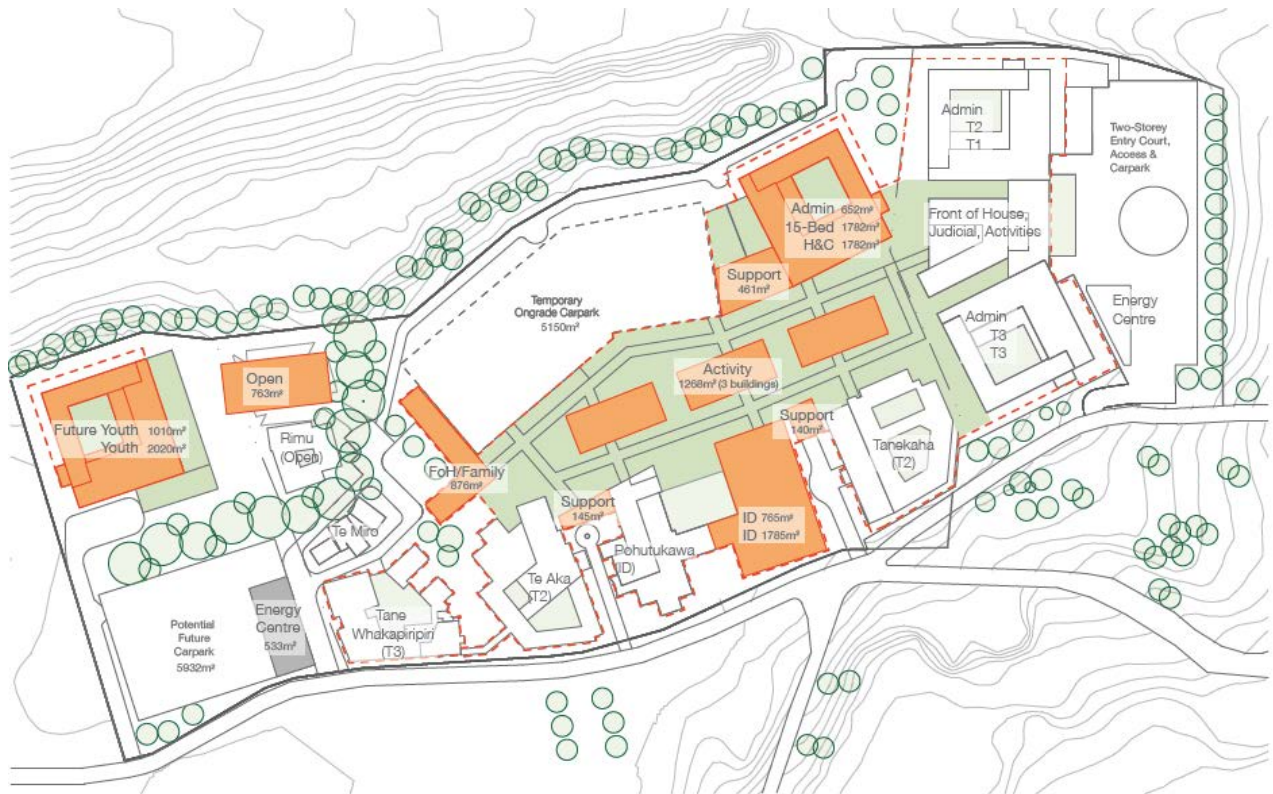 Admin
T2
T1
Two-Storey
Entry Court,
Access &
Carpark
Admin 652m²
15-Bed 1782m²
H&C 1782m²
Front of House,
Judicial, Activities
Support
461m²
Temporary
Ongrade Carpark
5150m²
Energy
Centre
Admin
T3
T3
Activity
1268m² (3 buildings)
Open
763m²
Support
140m²
Future Youth 1010m²
Youth 2020m²
Rimu
(Open)
Tanekaha
(T2)
FoH/Family
876m²
Support
145m²
ID 765m²
ID 1785m²
Te Miro
Pohutukawa
(ID)
Te Aka
(T2)
Energy
Centre
533m²
Tane
Whakapiripiri
(T3)
Potential
Future
Carpark
5932m²